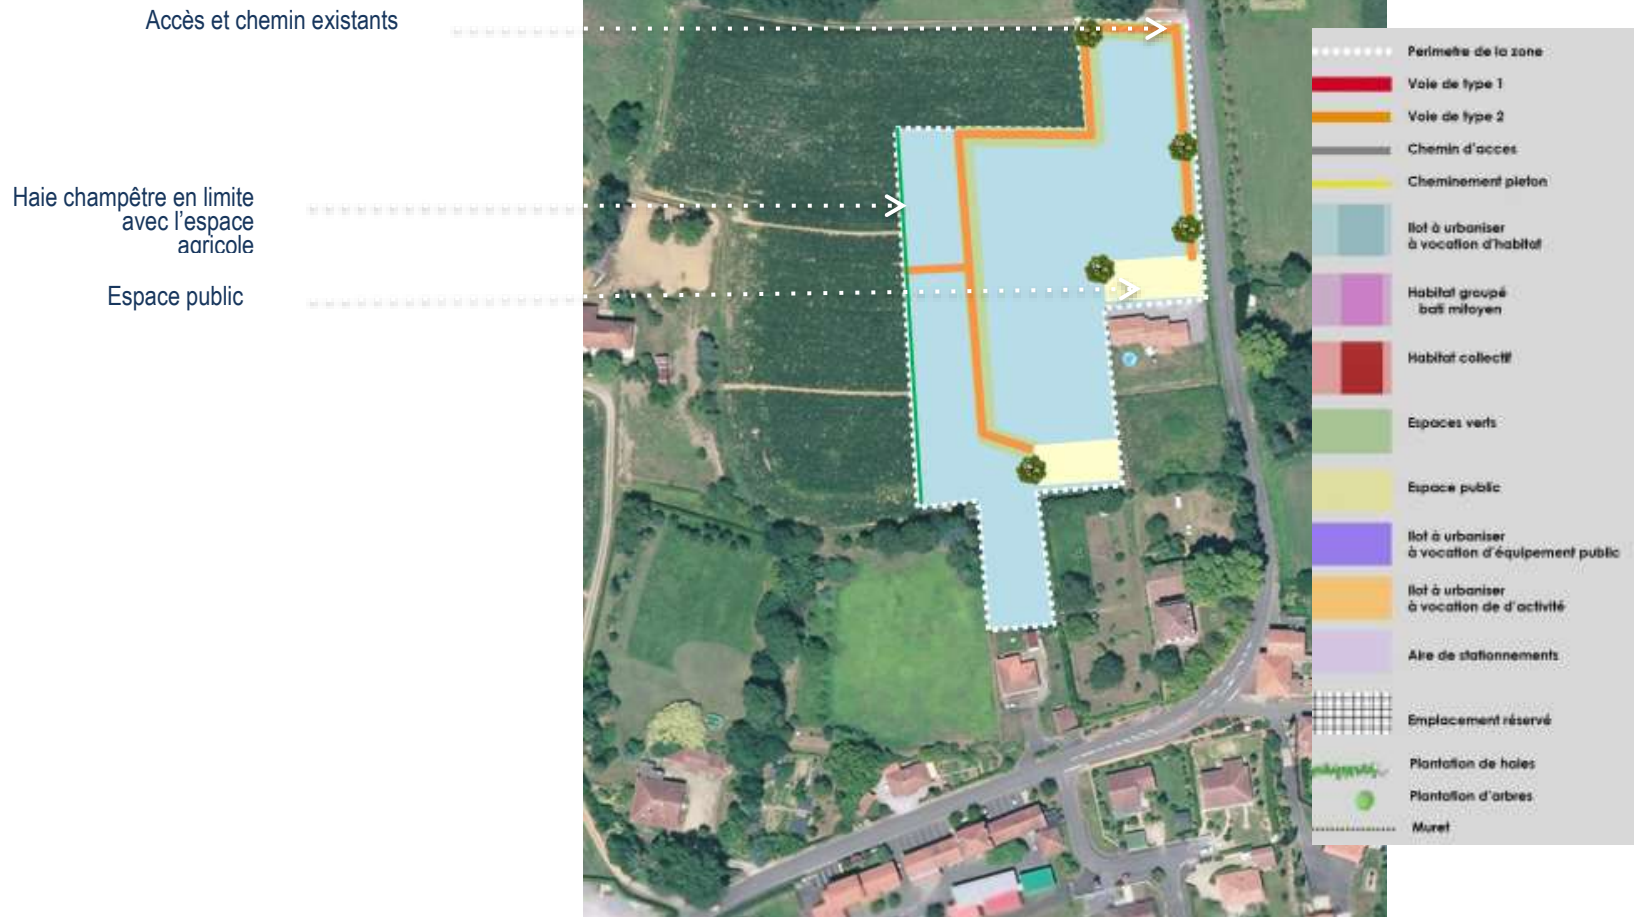 Accès et chemin existants
Haie champêtre en limite
avec l'espace
agricole
Espace public
Perimetre de la zone
Voie de type 1
Voie de type 2
Chemin d'acces
Cheminement pieton
Ilot à urbaniser
à vocation d'habitat
Habitat groupé
bati mitoyen
Habitat collectif
Espaces verts
Espace public
Ilot à urbaniser
à vocation d'équipement public
Ilot à urbaniser
à vocation de d'activité
Aire de stationnements
Emplacement réservé
Plantation de haies
Plantation d'arbres
Muret